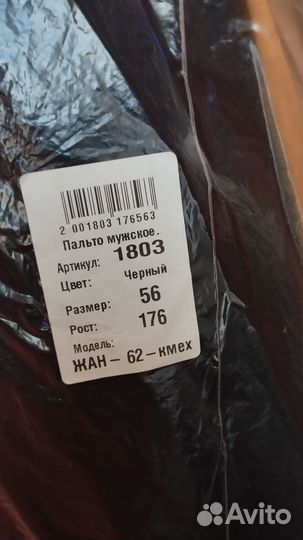 2 001803 176563
Пальто мужское.
Артикул: 1803
Цвет: Черный
Размер: 56
Рост: 176
Модель:
ЖАН - 62-кмех
Avito